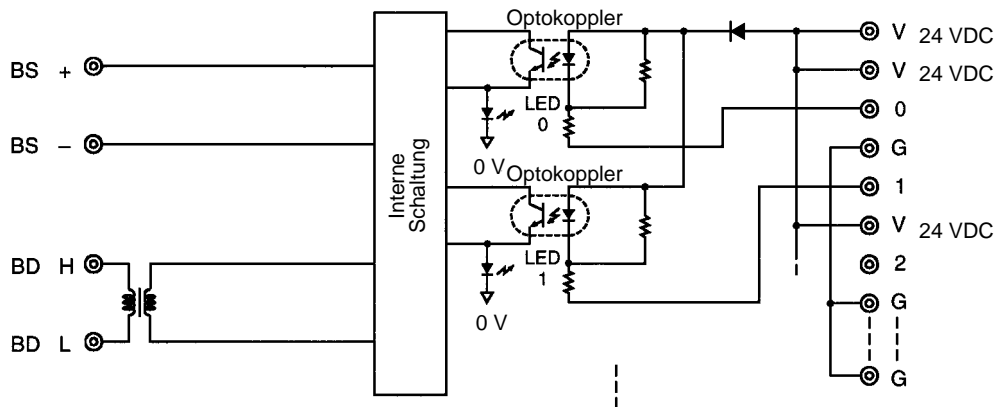 Optokoppler
V 24 VDC
BS +
V 24 VDC
0
LED
0
BS –
G
0 V
Optokoppler
Interne
Schaltung
1
V 24 VDC
BD H
LED
1
2
G
0 V
BD L
G